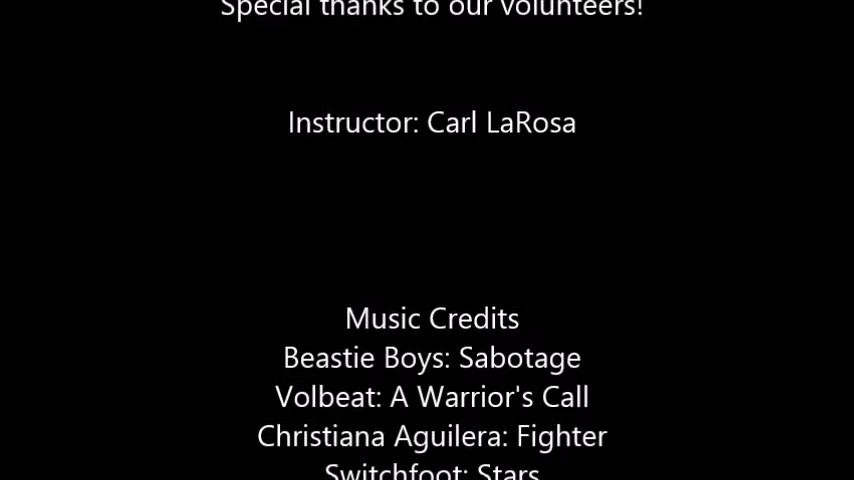 Special thanks to our volunteers!
Instructor: Carl LaRosa
Music Credits
Beastie Boys: Sabotage
Volbeat: A Warrior's Call
Christiana Aguilera: Fighter
Switchfoot: Stars